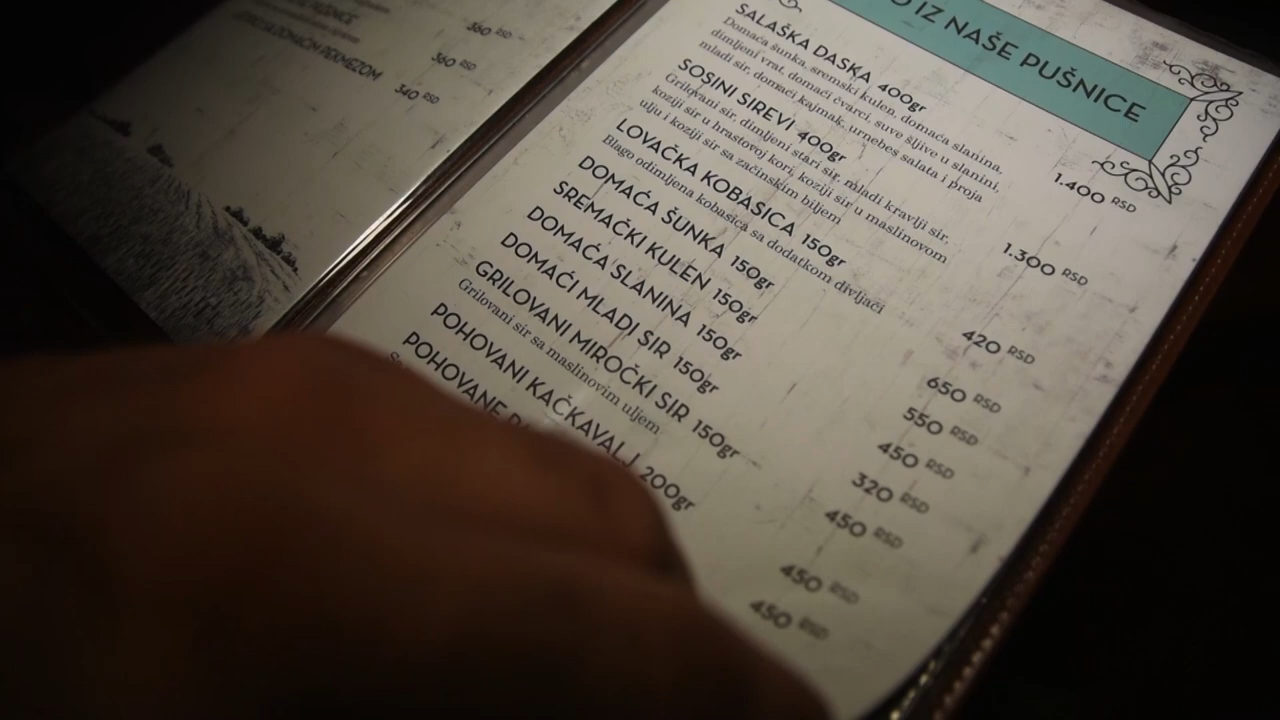 360 RSD
360 RSD
340 RSD
IZ NAŠE PUŠNICE
SALAŠKA DASKA 400gr
Domaća šunka, sremski kulen, domaća slanina,
dimljeni vrat, domaći čvarci, suve šljive u slanini,
mladi sir, domaći kajmak, urnebes salata i proja
1.400 RSD
SOSINI SIREVI 400gr
Grilovani sir, dimljeni stari sir, mladi kravlji sir,
koziji sir u hrastovoj kori, koziji sir u maslinovom
ulju i koziji sir sa začinskim biljem
1.300 RSD
LOVAČKA KOBASICA 150gr
Blago odimljena kobasica sa dodatkom divljači
420 RSD
DOMAĆA ŠUNKA 150gr
650 RSD
SREMAČKI KULEN 150gr
550 RSD
DOMAĆA SLANINA 150gr
450 RSD
DOMAĆI MLADI SIR 150gr
320 RSD
GRILOVANI MIROČKI SIR 150gr
Grilovani sir sa maslinovim uljem
450 RSD
POHOVANI KAČKAVALJ 200gr
450 RSD
POHOVANE
450 RSD